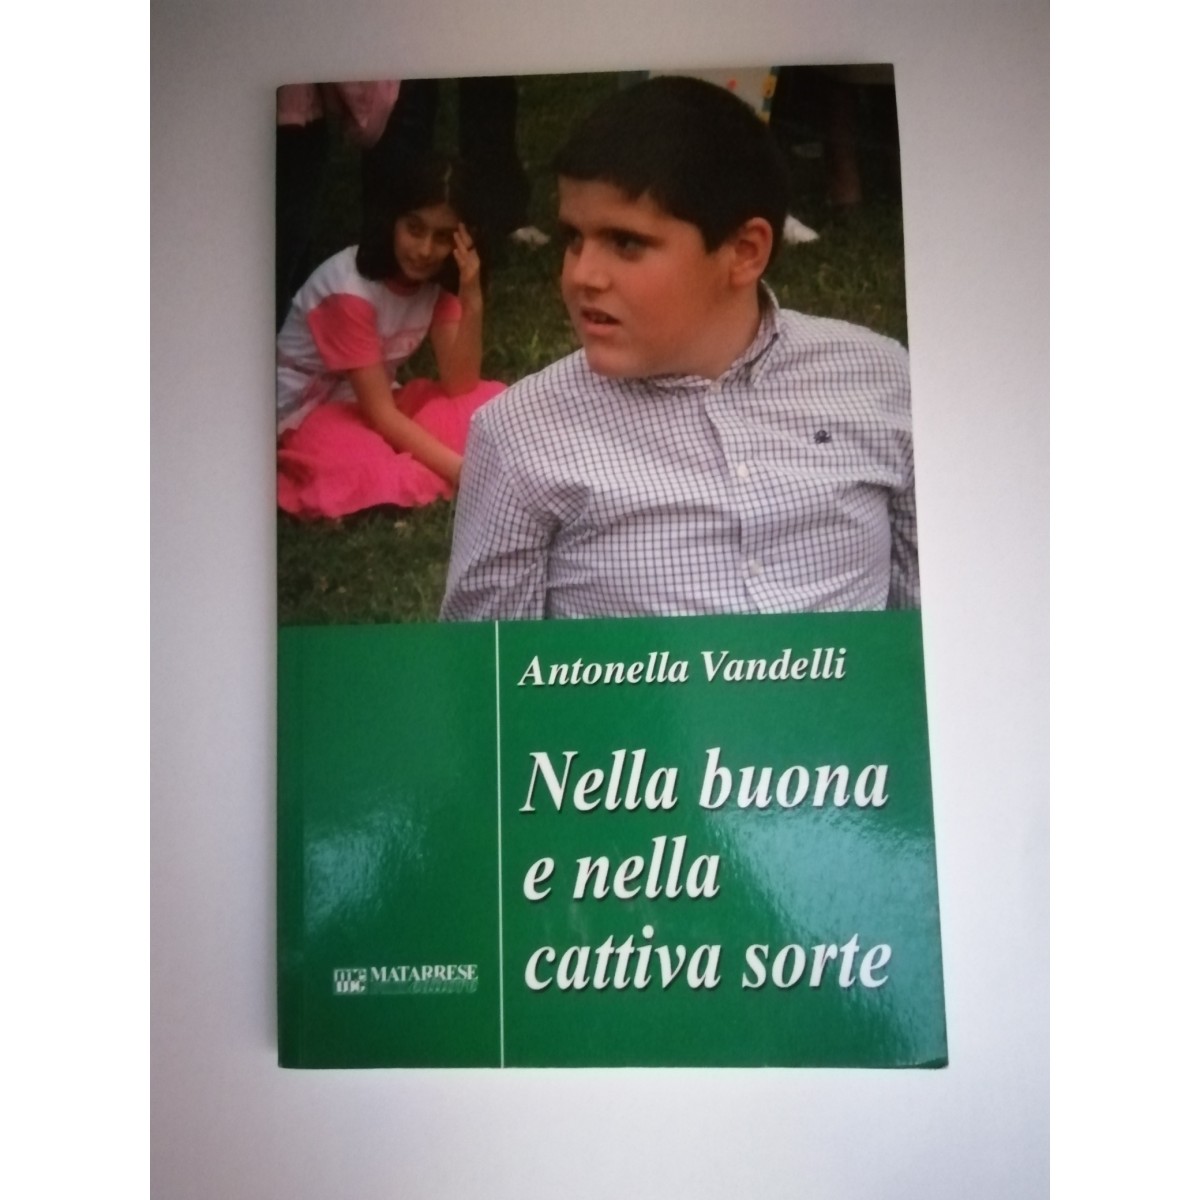 Antonella Vandelli
Nella buona
e nella
cattiva sorte
MATARRESE